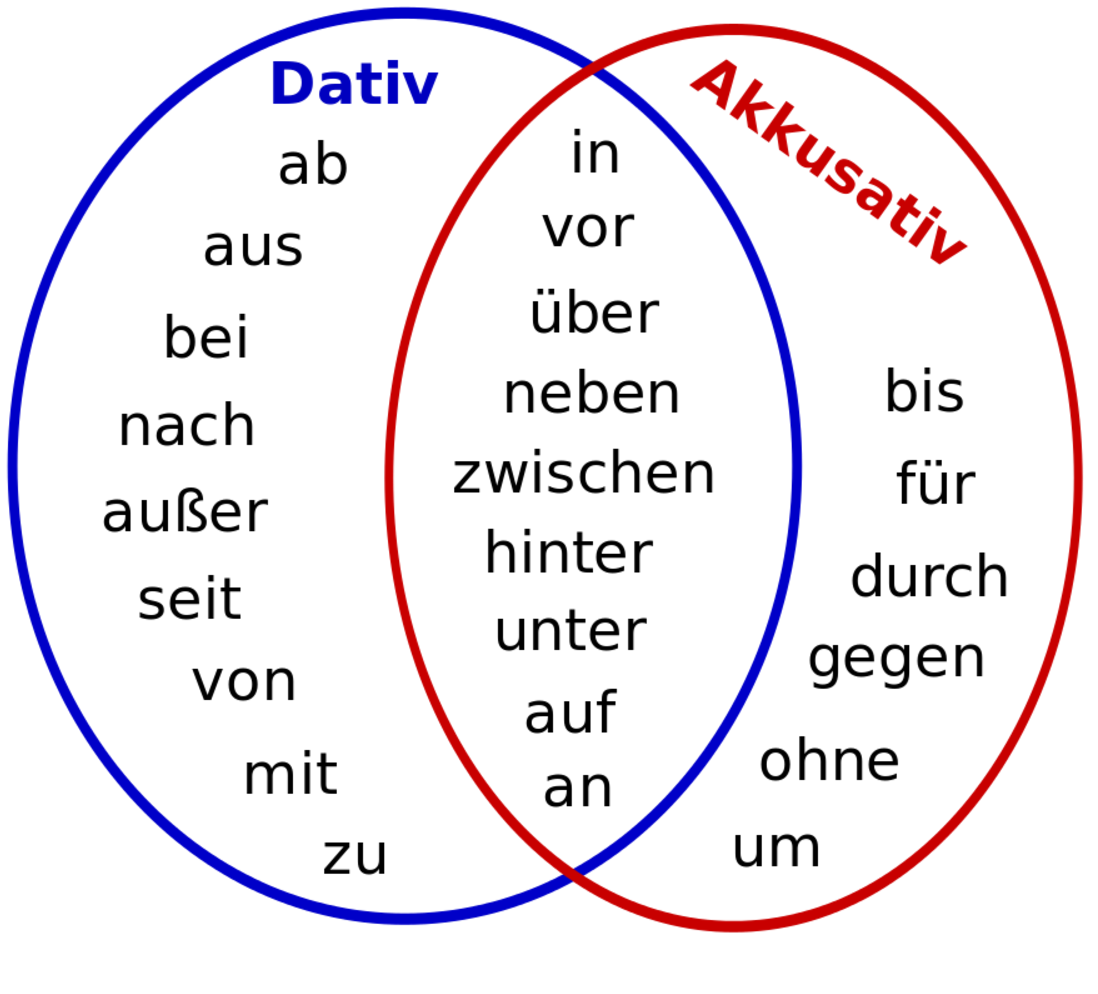 Dativ
ab
aus
bei
nach
außer
seit
von
mit
zu
in
vor
über
neben
zwischen
hinter
unter
auf
an
Akkusativ
bis
für
durch
gegen
ohne
um